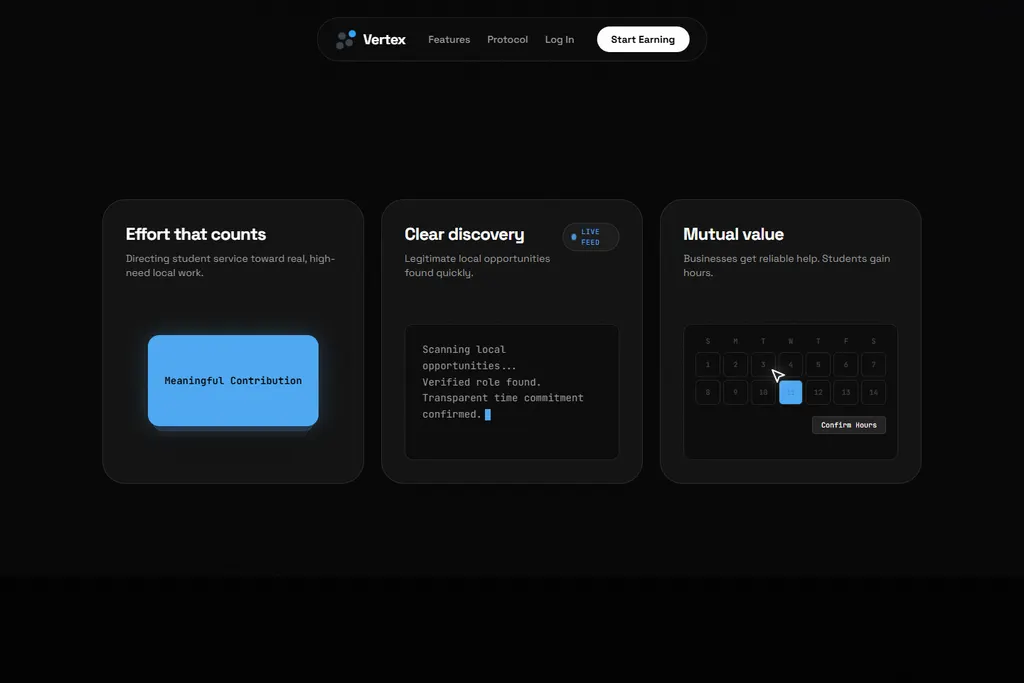 Vertex Features Protocol Log In Start Earning
Effort that counts
Directing student service toward real, high-
need local work.
Meaningful Contribution
Clear discovery
LIVE
FEED
Legitimate local opportunities
found quickly.
Scanning local
opportunities...
Verified role found.
Transparent time commitment
confirmed.
Mutual value
Businesses get reliable help. Students gain
hours.
S M T W T F S
1 2 3 4 5 6 7
8 9 10 11 12 13 14
Confirm Hours